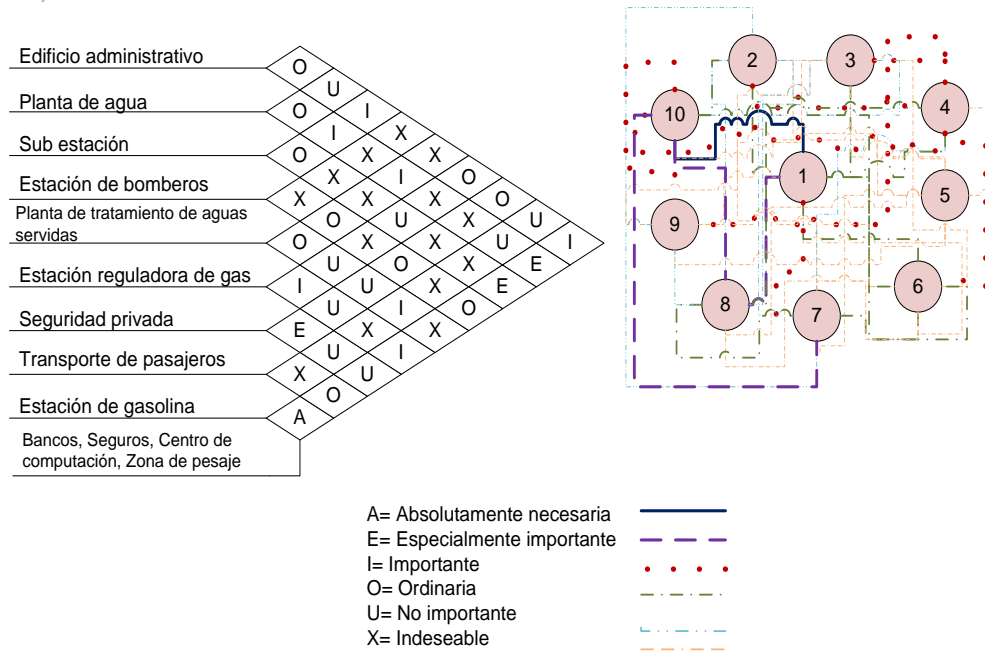 Edificio administrativo
Planta de agua
Sub estación
Estación de bomberos
Planta de tratamiento de aguas
servidas
Estación reguladora de gas
Seguridad privada
Transporte de pasajeros
Estación de gasolina
Bancos, Seguros, Centro de
computación, Zona de pesaje
O
U
O I
I X
O X X
X I O
X X O O
O U X U
O X X U I
U O X E
I U X E
U I O
E X X
U I
X U
O
A
2 3
10 4
1
9 5
8 7 6
A= Absolutamente necesaria
E= Especialmente importante
I= Importante
O= Ordinaria
U= No importante
X= Indeseable